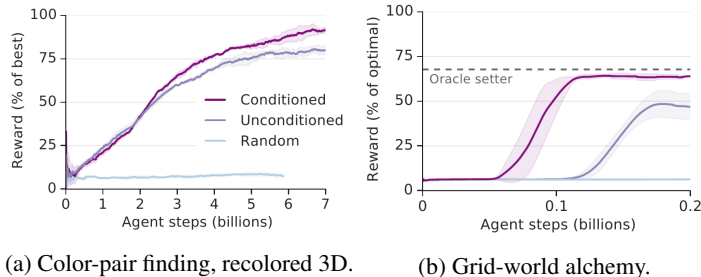 Reward (% of best)
100
75
50
25
0
Conditioned
Unconditioned
Random
0 1 2 3 4 5 6 7
Agent steps (billions)
(a) Color-pair finding, recolored 3D.
Reward (% of optimal)
100
75
50
25
0
Oracle setter
0 0.1 0.2
Agent steps (billions)
(b) Grid-world alchemy.